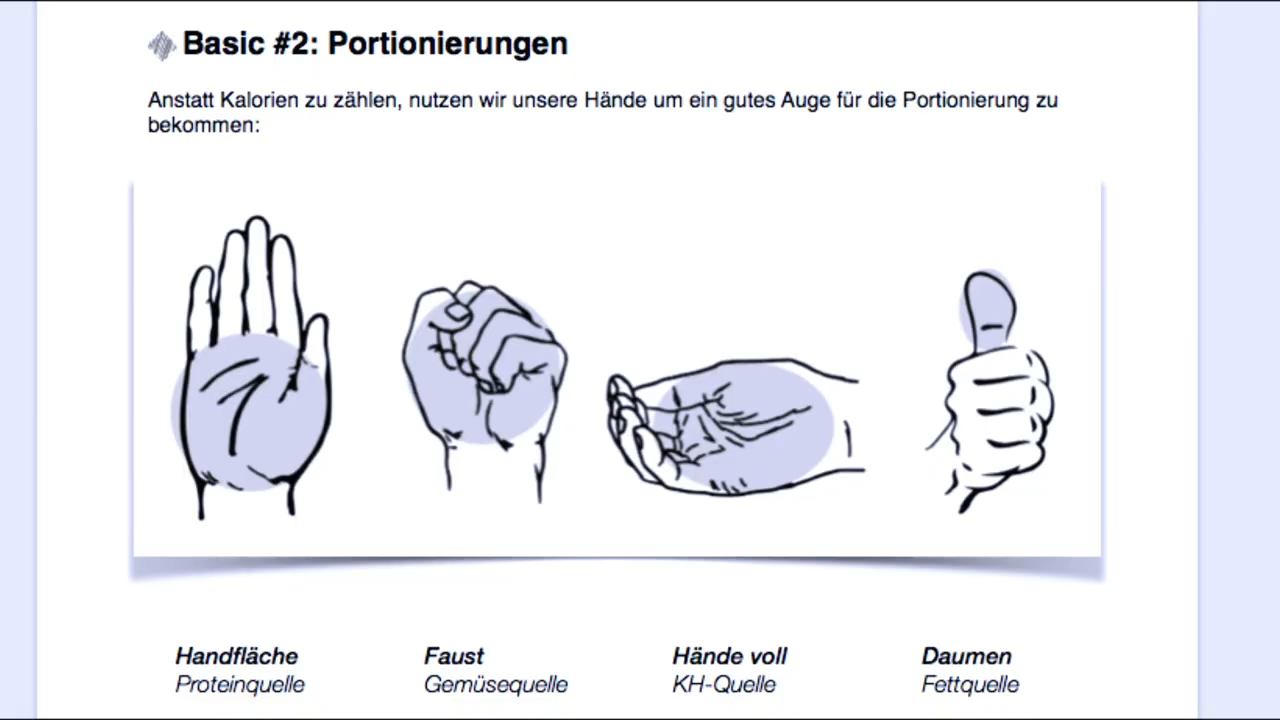 Basic #2: Portionierungen
Anstatt Kalorien zu zählen, nutzen wir unsere Hände um ein gutes Auge für die Portionierung zu
bekommen:
Handfläche Faust Hände voll Daumen
Proteinquelle Gemüsequelle KH-Quelle Fettquelle